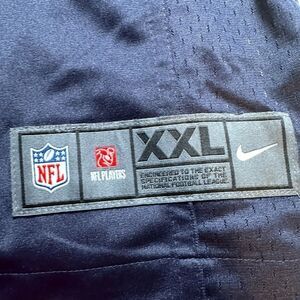 NFL
NFL PLAYERS
XXL
ENGINEERED TO THE EXACT
SPECIFICATIONS OF THE
NATIONAL FOOTBALL LEAGUE.